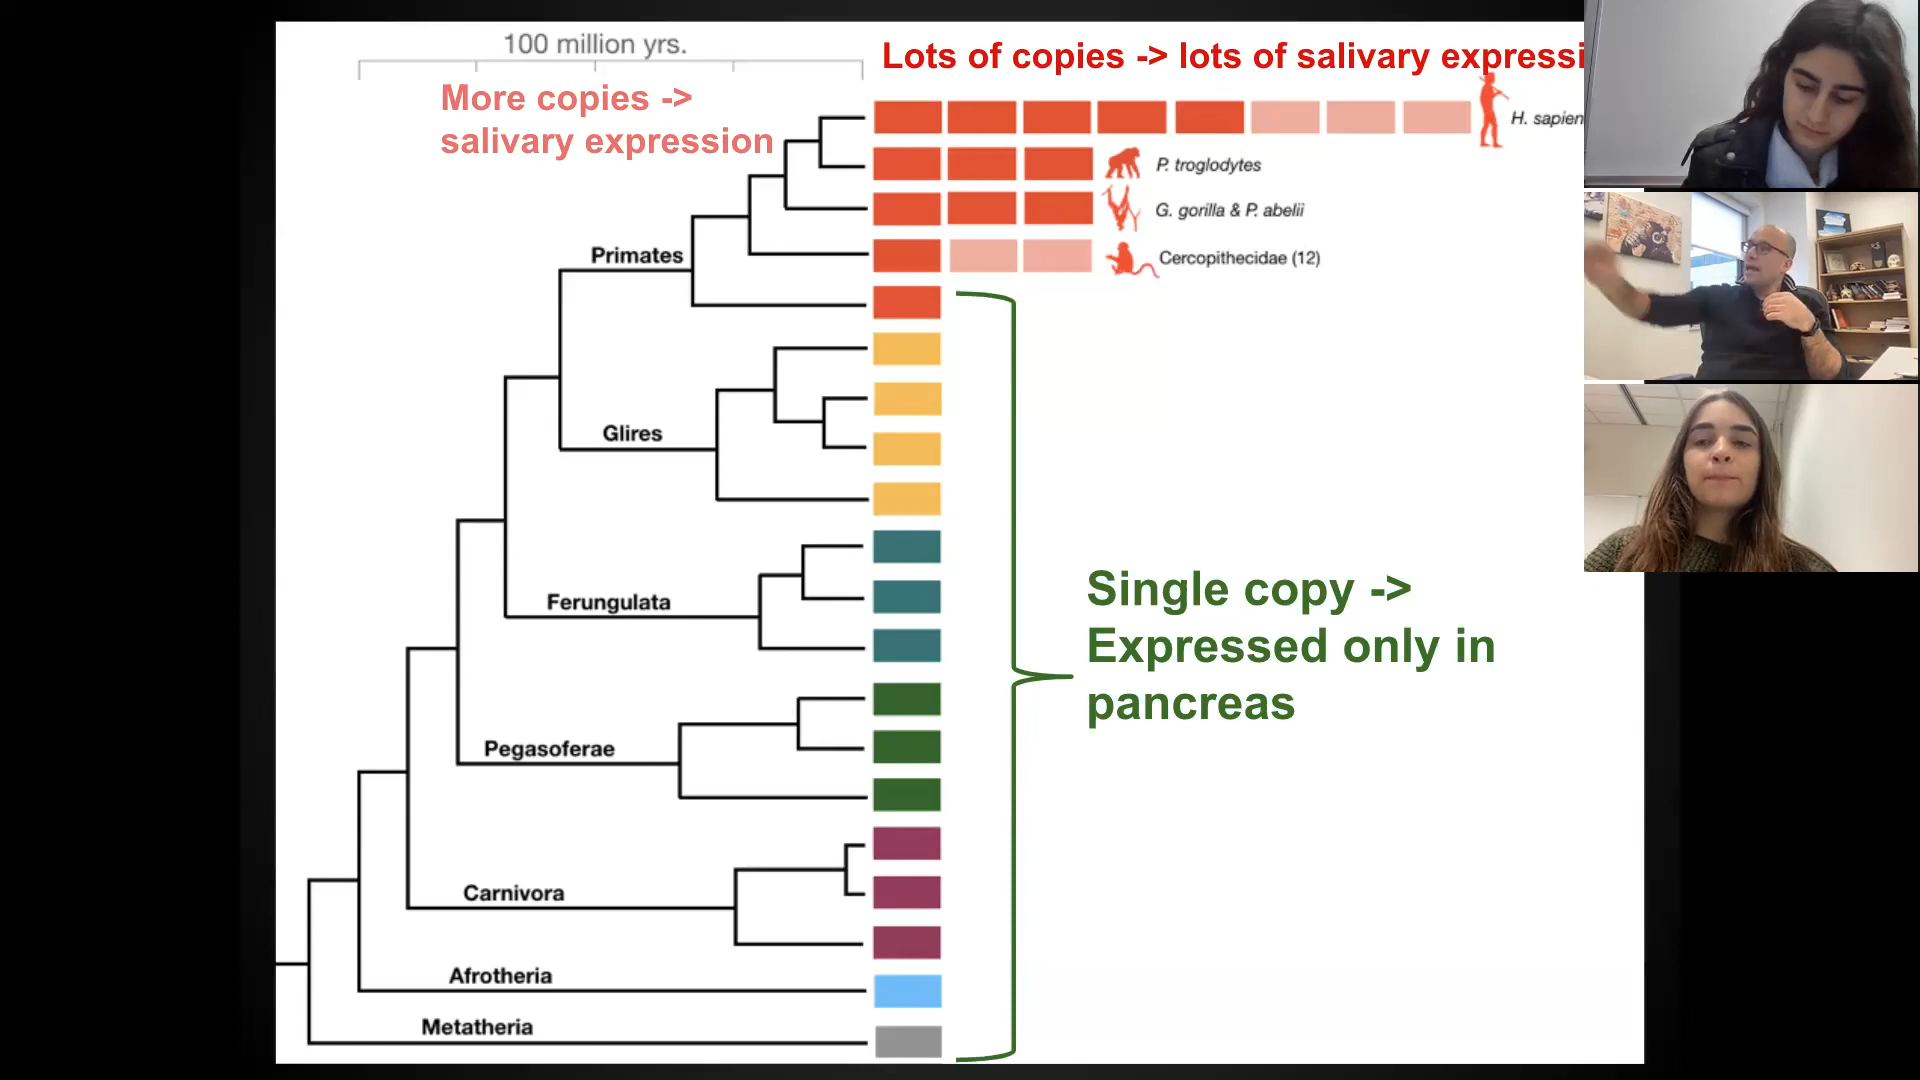 100 million yrs.
Lots of copies -> lots of salivary expressi
More copies ->
salivary expression
H. sapien
P. troglodytes
G. gorilla & P. abelii
Primates
Cercopithecidae (12)
Glires
Single copy ->
Expressed only in
pancreas
Ferungulata
Pegasoferae
Carnivora
Afrotheria
Metatheria